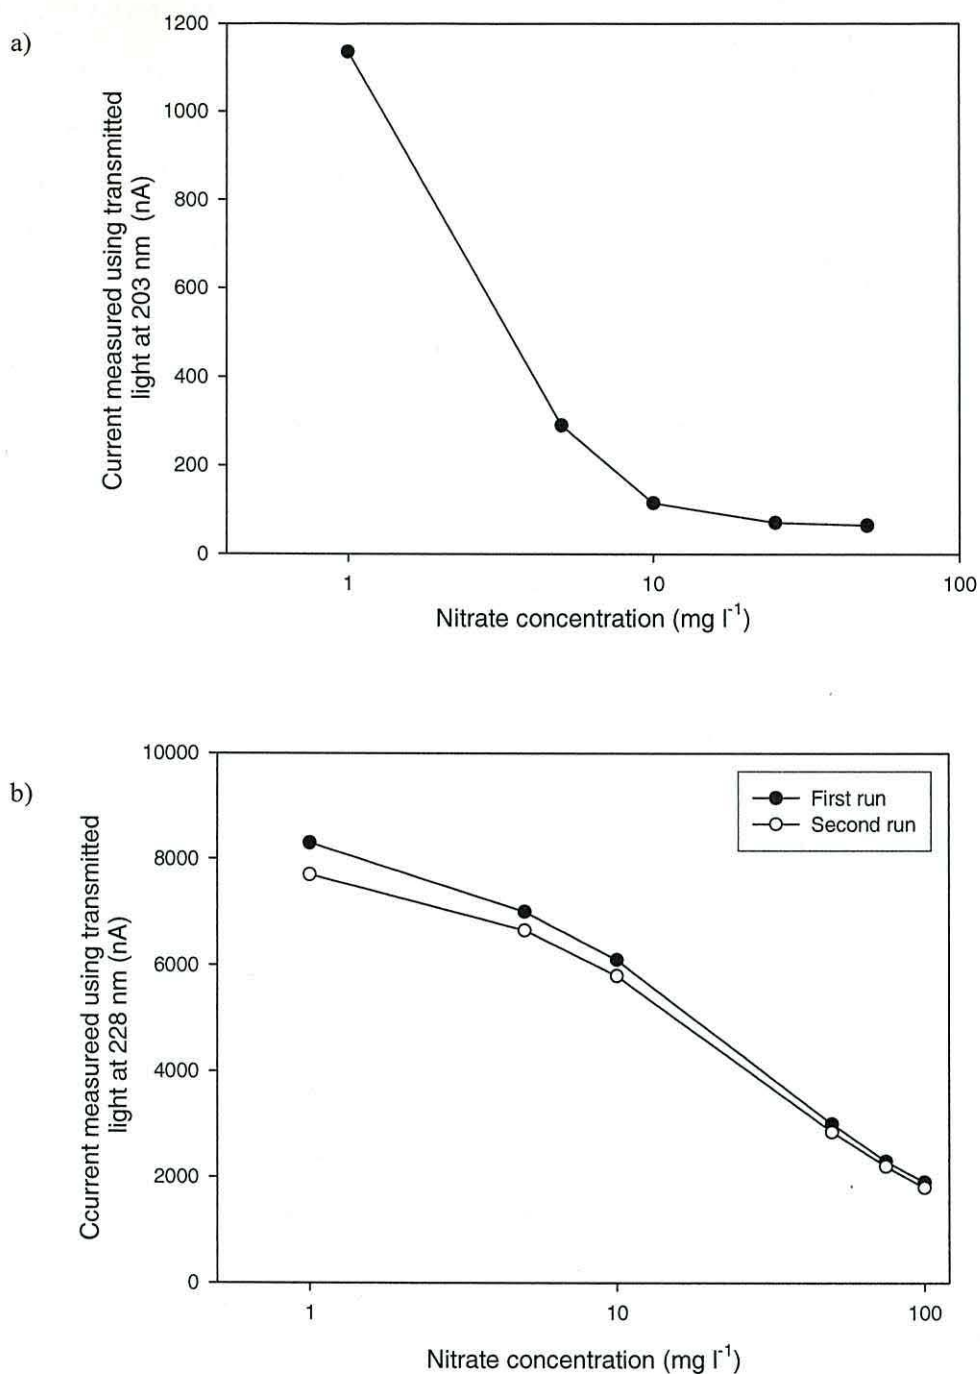 a)
1200
1000
800
600
400
200
0
Current measured using transmitted
light at 203 nm (nA)
1
10
100
Nitrate concentration (mg l⁻¹)
b)
10000
8000
6000
4000
2000
0
Ccurrent measureed using transmitted
light at 228 nm (nA)
First run
Second run
1
10
100
Nitrate concentration (mg l⁻¹)